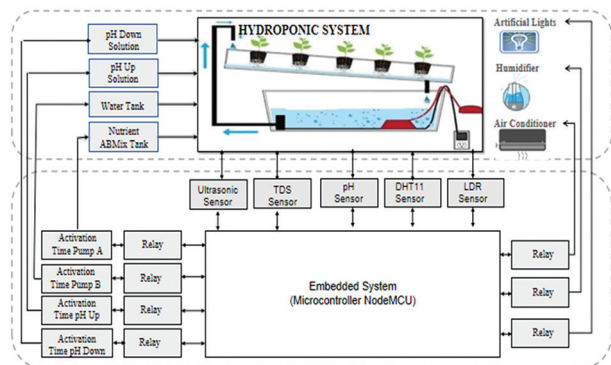 HYDROPONIC SYSTEM
Artificial Lights
Humidifier
Air Conditioner
pH Down
Solution
pH Up
Solution
Water Tank
Nutrient
ABMix Tank
Ultrasonic
Sensor
TDS
Sensor
pH
Sensor
DHT11
Sensor
LDR
Sensor
Activation
Time Pump A
Relay
Activation
Time Pump B
Relay
Activation
Time pH Up
Relay
Activation
Time pH Down
Relay
Embedded System
(Microcontroller NodeMCU)
Relay
Relay
Relay